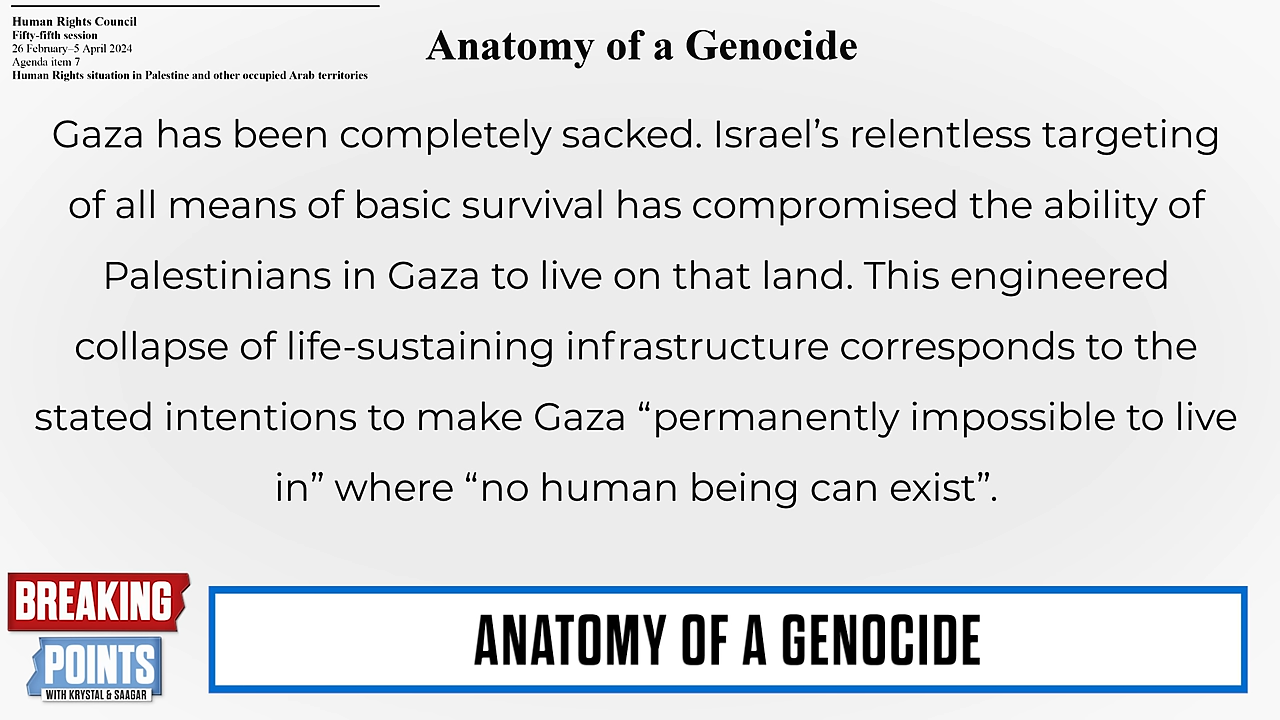 Human Rights Council
Fifty-fifth session
26 February–5 April 2024
Agenda item 7
Human Rights situation in Palestine and other occupied Arab territories
Anatomy of a Genocide
Gaza has been completely sacked. Israel’s relentless targeting
of all means of basic survival has compromised the ability of
Palestinians in Gaza to live on that land. This engineered
collapse of life-sustaining infrastructure corresponds to the
stated intentions to make Gaza “permanently impossible to live
in” where “no human being can exist”.
BREAKING
POINTS
WITH KRYSTAL & SAAGAR
ANATOMY OF A GENOCIDE